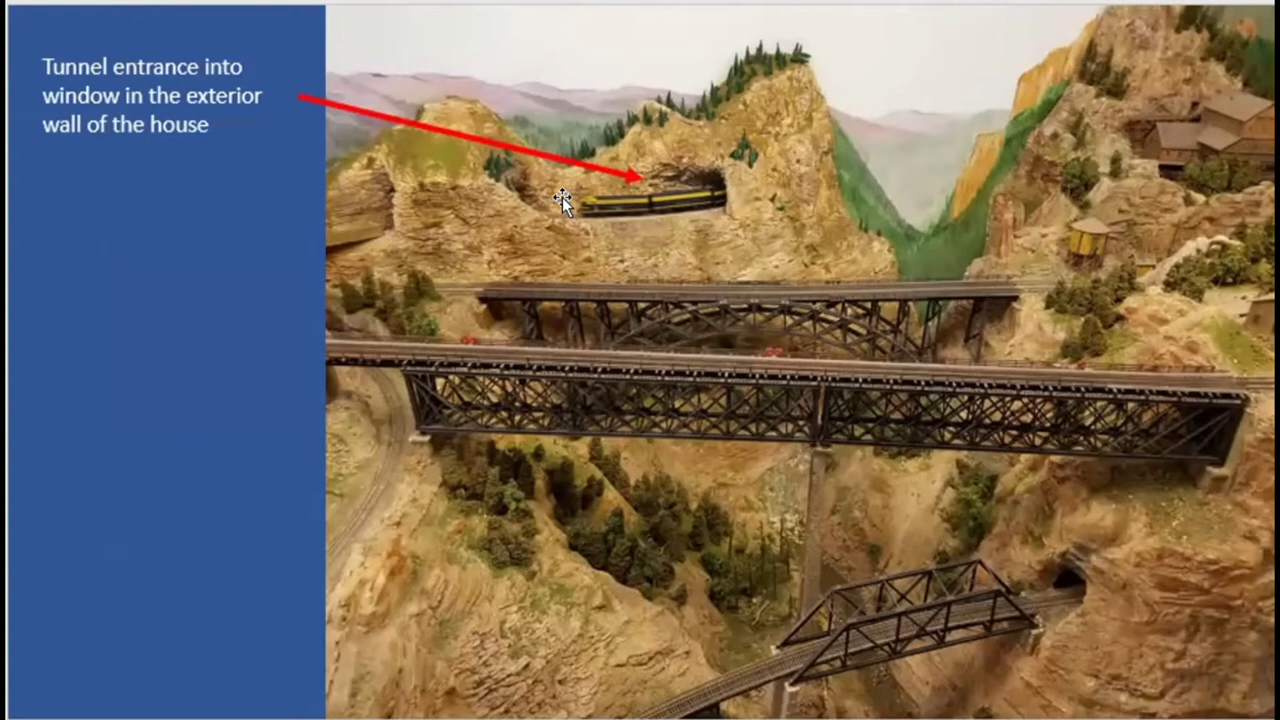 Tunnel entrance into
window in the exterior
wall of the house